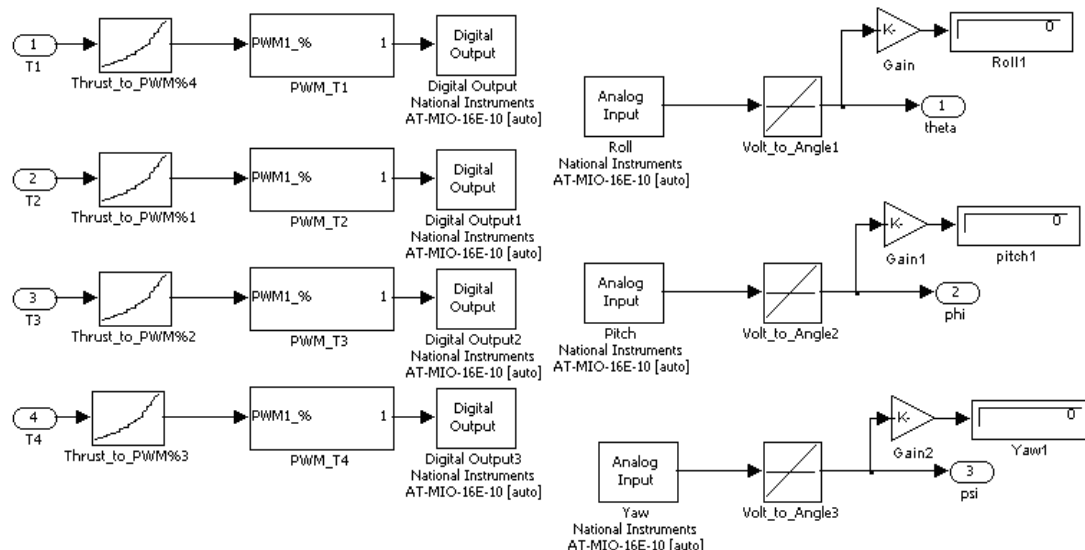 1
T1
Thrust_to_PWM%4
PWM1_%
1
PWM_T1
Digital
Output
Digital Output
National Instruments
AT-MIO-16E-10 [auto]
2
T2
Thrust_to_PWM%1
PWM1_%
1
PWM_T2
Digital
Output
Digital Output1
National Instruments
AT-MIO-16E-10 [auto]
3
T3
Thrust_to_PWM%2
PWM1_%
1
PWM_T3
Digital
Output
Digital Output2
National Instruments
AT-MIO-16E-10 [auto]
4
T4
Thrust_to_PWM%3
PWM1_%
1
PWM_T4
Digital
Output
Digital Output3
National Instruments
AT-MIO-16E-10 [auto]
Analog
Input
Roll
National Instruments
AT-MIO-16E-10 [auto]
Volt_to_Angle1
K-
Gain
0
Roll1
1
theta
Analog
Input
Pitch
National Instruments
AT-MIO-16E-10 [auto]
Volt_to_Angle2
K-
Gain1
0
pitch1
2
phi
Analog
Input
Yaw
National Instruments
AT-MIO-16E-10 [auto]
Volt_to_Angle3
K-
Gain2
0
Yaw1
3
psi